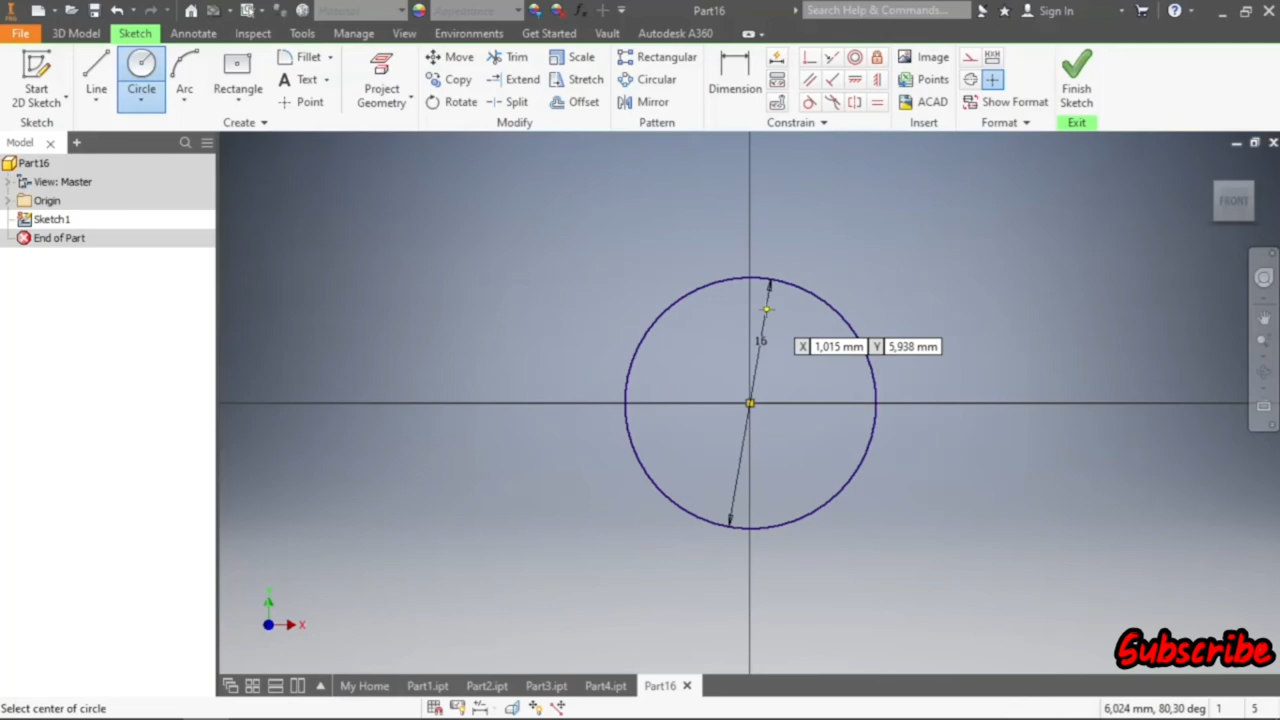 PRO
Material
Appearance
Part16
Search Help & Commands...
Sign In
File
3D Model
Sketch
Annotate
Inspect
Tools
Manage
View
Environments
Get Started
Vault
Autodesk A360
Start
2D Sketch
Line
Circle
Arc
Rectangle
Fillet
Text
Point
Project
Geometry
Move
Copy
Rotate
Trim
Extend
Split
Scale
Stretch
Offset
Rectangular
Circular
Mirror
Dimension
Image
Points
ACAD
Show Format
Finish
Sketch
Sketch
Create
Modify
Pattern
Constrain
Insert
Format
Exit
Model
Part16
View: Master
Origin
Sketch1
End of Part
FRONT
16
X 1,015 mm Y 5,938 mm
Y
X
Subscribe
My Home
Part1.ipt
Part2.ipt
Part3.ipt
Part4.ipt
Part16
Select center of circle
6,024 mm, 80,30 deg 1 5